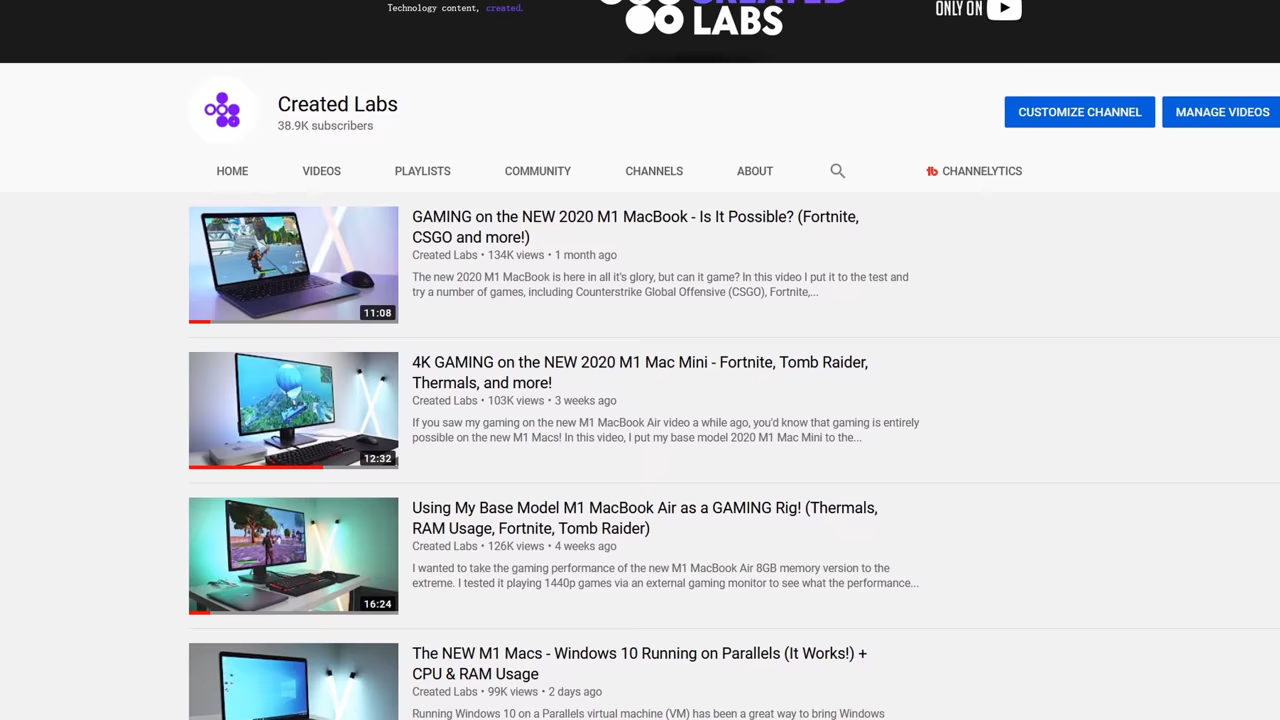 Technology content, created.
CREATED
LABS
ONLY ON
Created Labs
38.9K subscribers
CUSTOMIZE CHANNEL
MANAGE VIDEOS
HOME
VIDEOS
PLAYLISTS
COMMUNITY
CHANNELS
ABOUT
tb CHANNELYTICS
GAMING on the NEW 2020 M1 MacBook - Is It Possible? (Fortnite,
CSGO and more!)
Created Labs • 134K views • 1 month ago
The new 2020 M1 MacBook is here in all it's glory, but can it game? In this video I put it to the test and
try a number of games, including Counterstrike Global Offensive (CSGO), Fortnite,...
11:08
4K GAMING on the NEW 2020 M1 Mac Mini - Fortnite, Tomb Raider,
Thermals, and more!
Created Labs • 103K views • 3 weeks ago
If you saw my gaming on the new M1 MacBook Air video a while ago, you'd know that gaming is entirely
possible on the new M1 Macs! In this video, I put my base model 2020 M1 Mac Mini to the...
12:32
Using My Base Model M1 MacBook Air as a GAMING Rig! (Thermals,
RAM Usage, Fortnite, Tomb Raider)
Created Labs • 126K views • 4 weeks ago
I wanted to take the gaming performance of the new M1 MacBook Air 8GB memory version to the
extreme. I tested it playing 1440p games via an external gaming monitor to see what the performance...
16:24
The NEW M1 Macs - Windows 10 Running on Parallels (It Works!) +
CPU & RAM Usage
Created Labs • 99K views • 2 days ago
Running Windows 10 on a Parallels virtual machine (VM) has been a great way to bring Windows